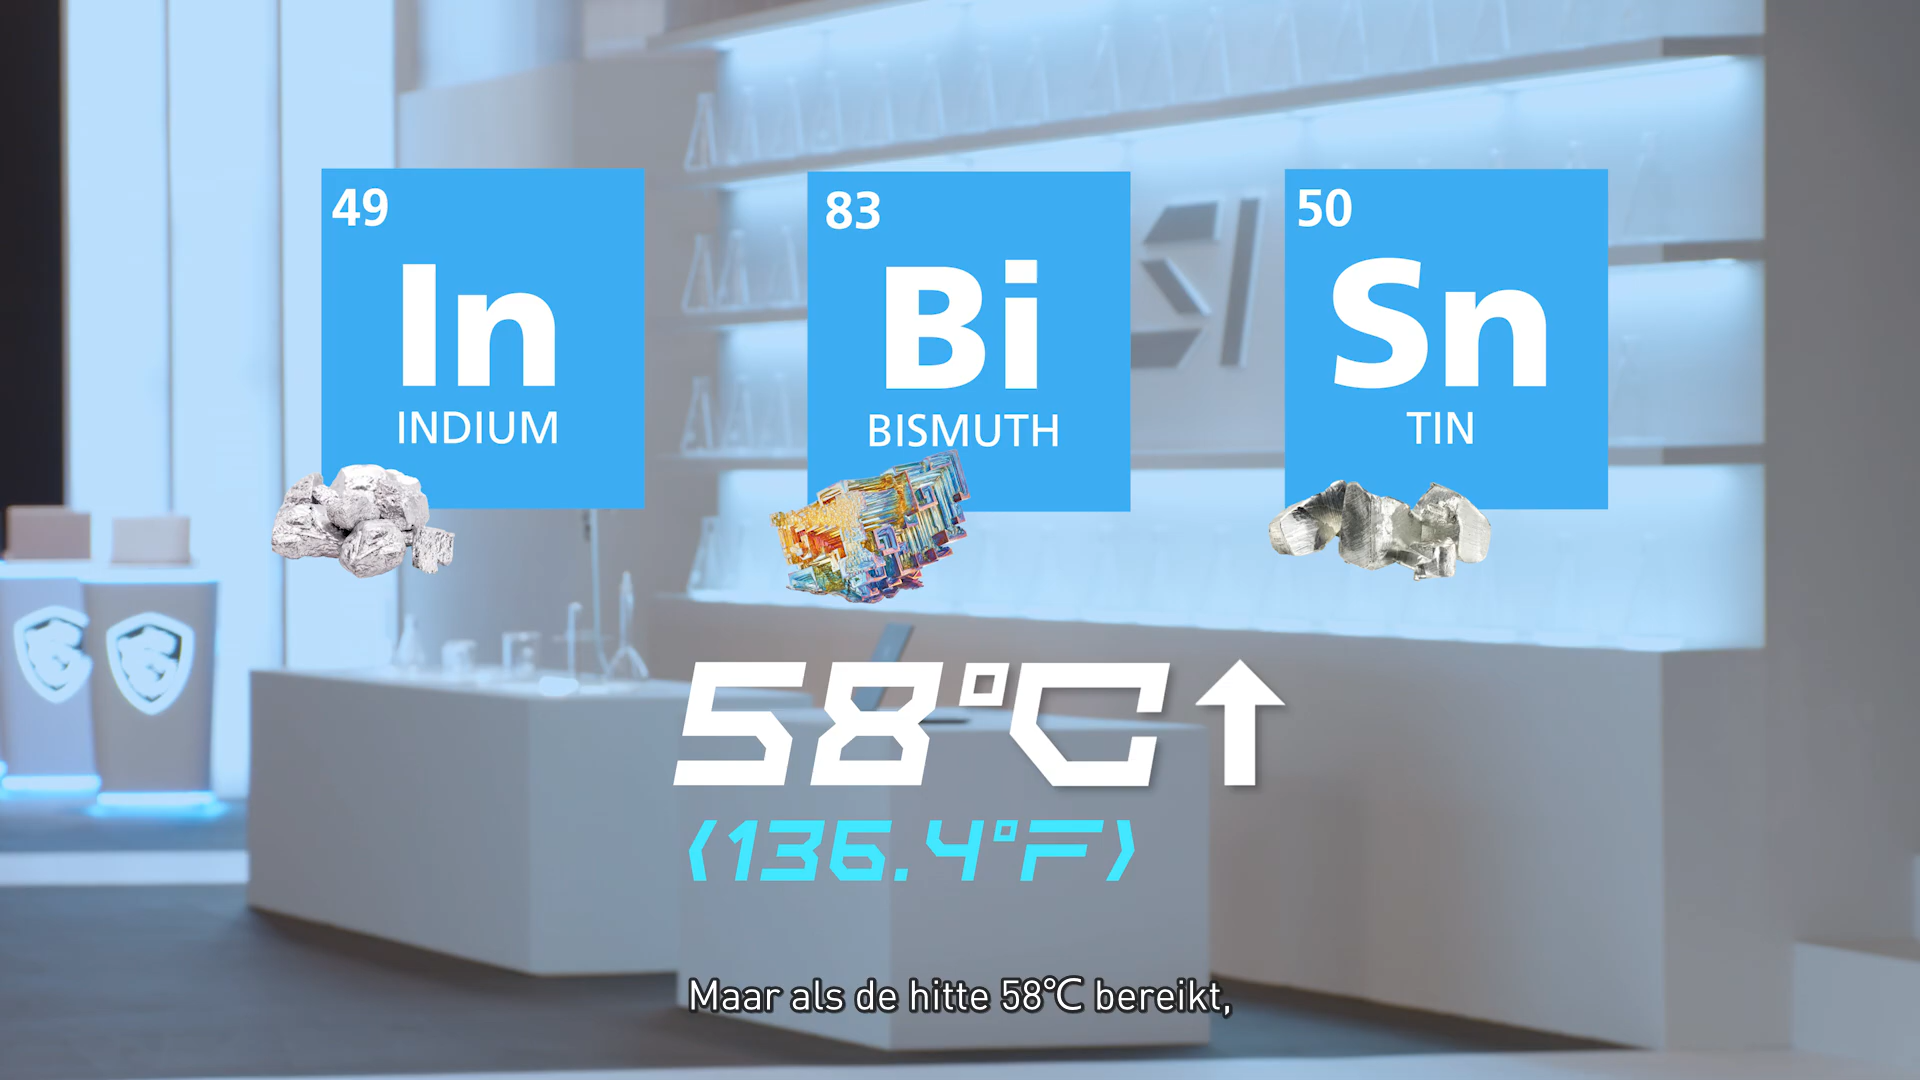 49
In
INDIUM
83
Bi
BISMUTH
50
Sn
TIN
58℃↑
(136.4°F)
Maar als de hitte 58℃ bereikt,